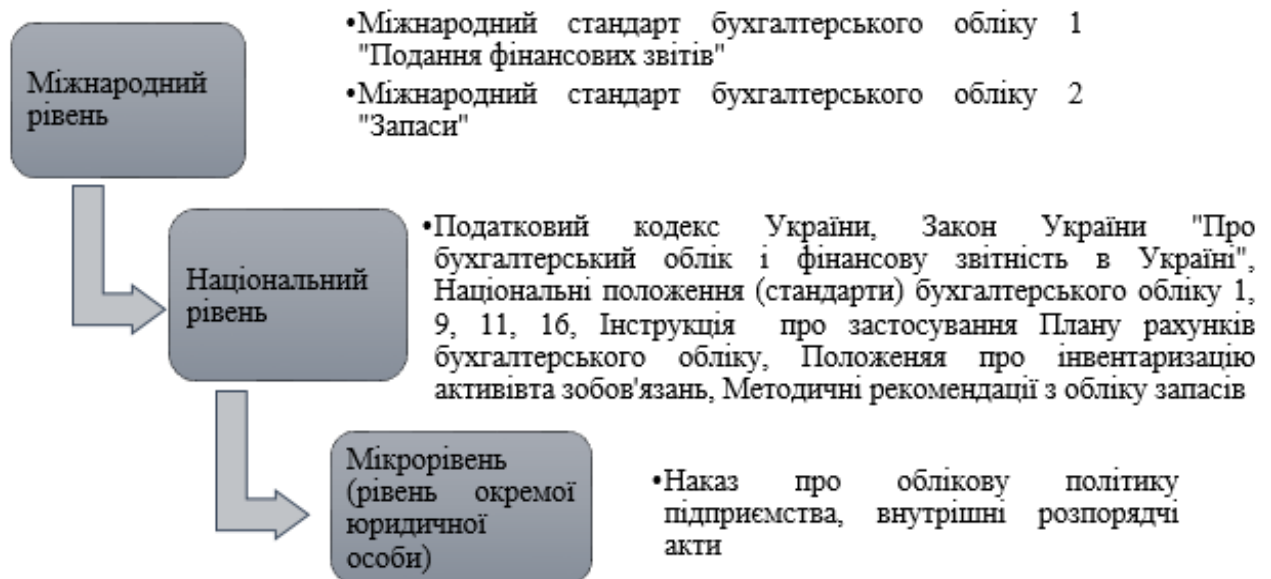 Міжнародний
рівень
•Міжнародний стандарт бухгалтерського обліку 1
"Подання фінансових звітів"
•Міжнародний стандарт бухгалтерського обліку 2
"Запаси"
Національний
рівень
•Податковий кодекс України, Закон України "Про
бухгалтерський облік і фінансову звітність в Україні",
Національні положення (стандарти) бухгалтерського обліку 1,
9, 11, 16, Інструкція про застосування Плану рахунків
бухгалтерського обліку, Положеняя про інвентаризацію
активівта зобов'язань, Методичні рекомендації з обліку запасів
Мікрорівень
(рівень окремої
юридичної
особи)
•Наказ про облікову політику
підприємства, внутрішні розпорядчі
акти